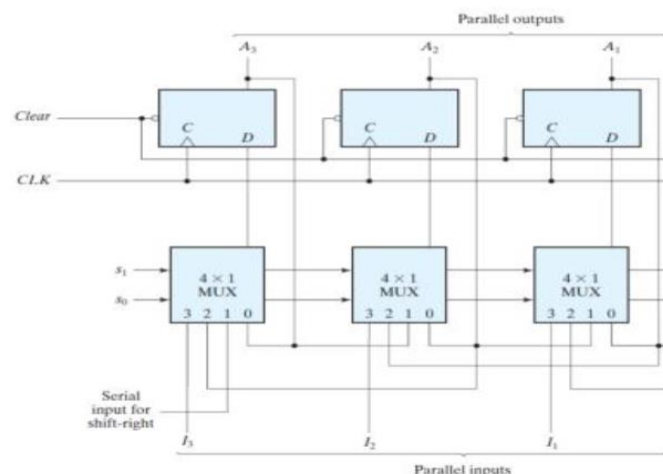 Parallel outputs
A3 A2 A1
Clear
C D C D C D
CLK
s1
s0
4 × 1 4 × 1 4 × 1
MUX MUX MUX
3 2 1 0 3 2 1 0 3 2 1 0
Serial
input for
shift-right
I3 I2 I1
Parallel inputs